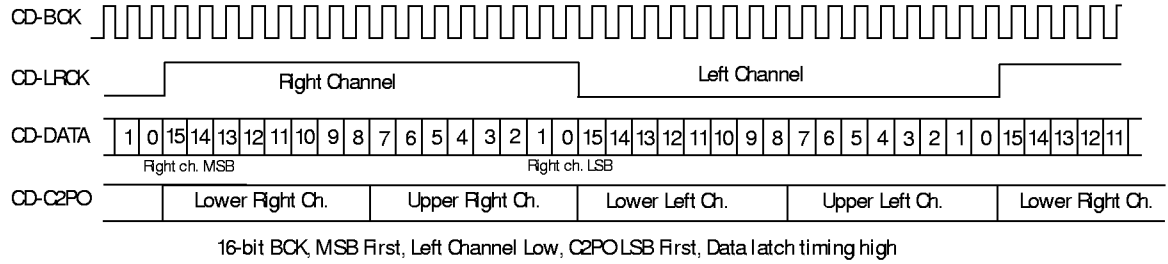 CD-BCK
CD-LRCK Right Channel Left Channel
CD-DATA 1 0 15 14 13 12 11 10 9 8 7 6 5 4 3 2 1 0 15 14 13 12 11 10 9 8 7 6 5 4 3 2 1 0 15 14 13 12 11
Right ch. MSB Right ch. LSB
CD-C2PO Lower Right Ch. Upper Right Ch. Lower Left Ch. Upper Left Ch. Lower Right Ch.
16-bit BCK, MSB First, Left Channel Low, C2PO LSB First, Data latch timing high